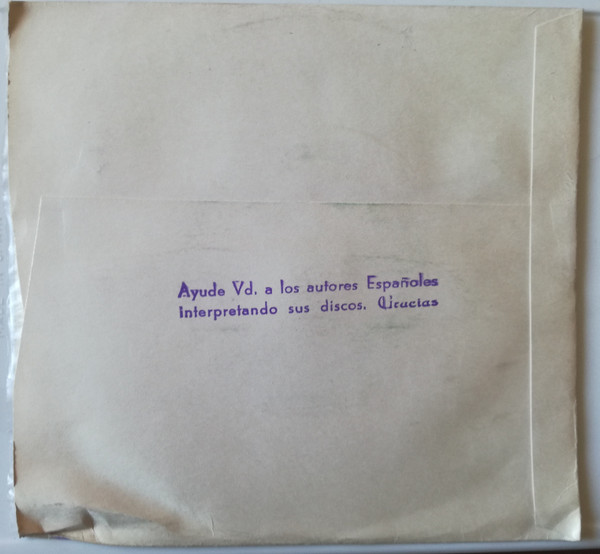 Ayude Vd. a los autores Españoles
Interpretando sus discos. Gracias